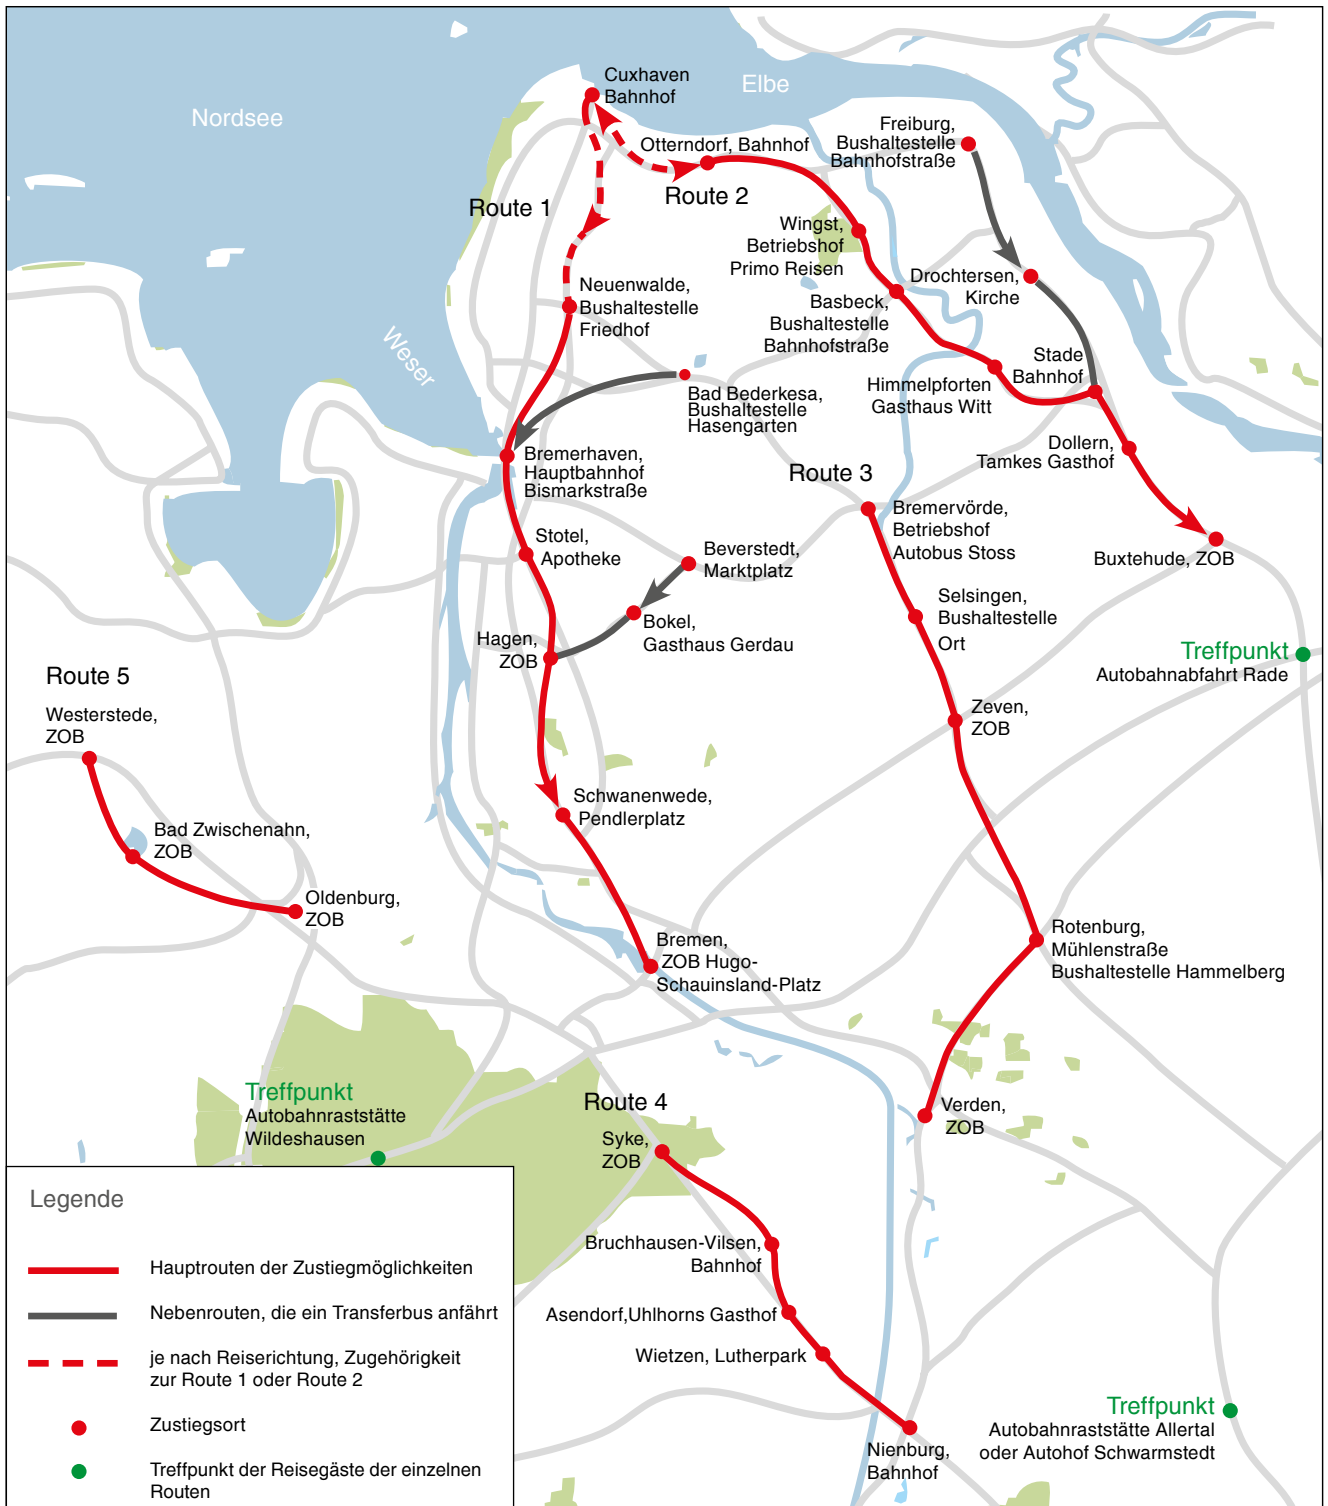 Nordsee
Elbe
Weser
Cuxhaven
Bahnhof
Otterndorf, Bahnhof
Freiburg,
Bushaltestelle
Bahnhofstraße
Route 1
Route 2
Wingst,
Betriebshof
Primo Reisen
Drochtersen,
Kirche
Neuenwalde,
Bushaltestelle
Friedhof
Basbeck,
Bushaltestelle
Bahnhofstraße
Stade
Bahnhof
Himmelpforten
Gasthaus Witt
Bad Bederkesa,
Bushaltestelle
Hasengarten
Dollern,
Tamkes Gasthof
Bremerhaven,
Hauptbahnhof
Bismarkstraße
Route 3
Bremervörde,
Betriebshof
Autobus Stoss
Stotel,
Apotheke
Beverstedt,
Marktplatz
Buxtehude, ZOB
Selsingen,
Bushaltestelle
Ort
Bokel,
Gasthaus Gerdau
Hagen,
ZOB
Treffpunkt
Autobahnabfahrt Rade
Route 5
Westerstede,
ZOB
Zeven,
ZOB
Schwanenwede,
Pendlerplatz
Bad Zwischenahn,
ZOB
Oldenburg,
ZOB
Bremen,
ZOB Hugo-
Schauinsland-Platz
Rotenburg,
Mühlenstraße
Bushaltestelle Hammelberg
Treffpunkt
Autobahnraststätte
Wildeshausen
Route 4
Syke,
ZOB
Verden,
ZOB
Bruchhausen-Vilsen,
Bahnhof
Asendorf,Uhlhorns Gasthof
Wietzen, Lutherpark
Nienburg,
Bahnhof
Treffpunkt
Autobahnraststätte Allertal
oder Autohof Schwarmstedt
Legende
Hauptrouten der Zustiegmöglichkeiten
Nebenrouten, die ein Transferbus anfährt
je nach Reiserichtung, Zugehörigkeit
zur Route 1 oder Route 2
Zustiegsort
Treffpunkt der Reisegäste der einzelnen
Routen